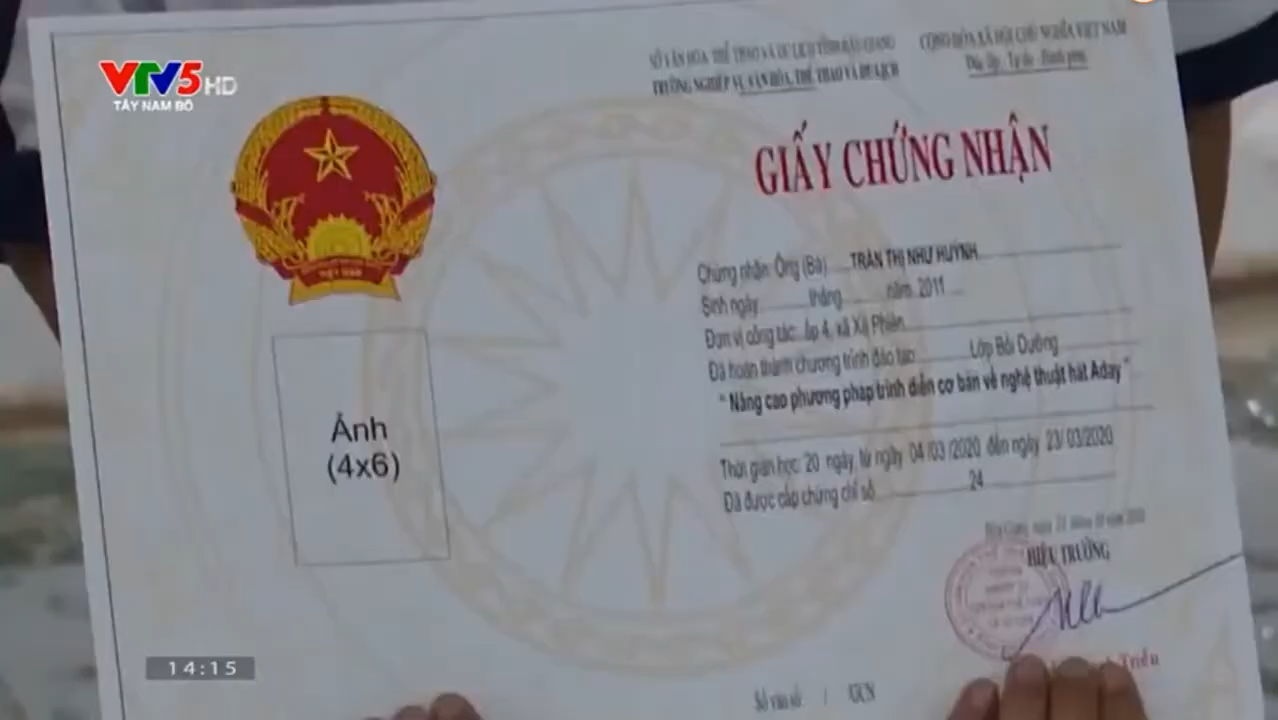 VTV5 HD
TÂY NAM BỘ
SỞ VĂN HÓA, THỂ THAO VÀ DU LỊCH TỈNH HẬU GIANG
TRƯỜNG NGHIỆP VỤ VĂN HÓA, THỂ THAO VÀ DU LỊCH
CỘNG HÒA XÃ HỘI CHỦ NGHĨA VIỆT NAM
Độc lập - Tự do - Hạnh phúc
GIẤY CHỨNG NHẬN
VIỆT NAM
Ảnh
(4x6)
Chứng nhận: Ông (Bà) TRẦN THỊ NHƯ HUỲNH
Sinh ngày tháng năm 2011
Đơn vị công tác: ấp 4, xã Xà Phiên
Đã hoàn thành chương trình đào tạo: Lớp Bồi Dưỡng
" Nâng cao phương pháp trình diễn cơ bản về nghệ thuật hát Aday "
Thời gian học: 20 ngày, từ ngày 04/03/2020 đến ngày 23/03/2020
Đã được cấp chứng chỉ số 24
HIỆU TRƯỞNG
Triều
Số vào sổ: /GCN
14:15